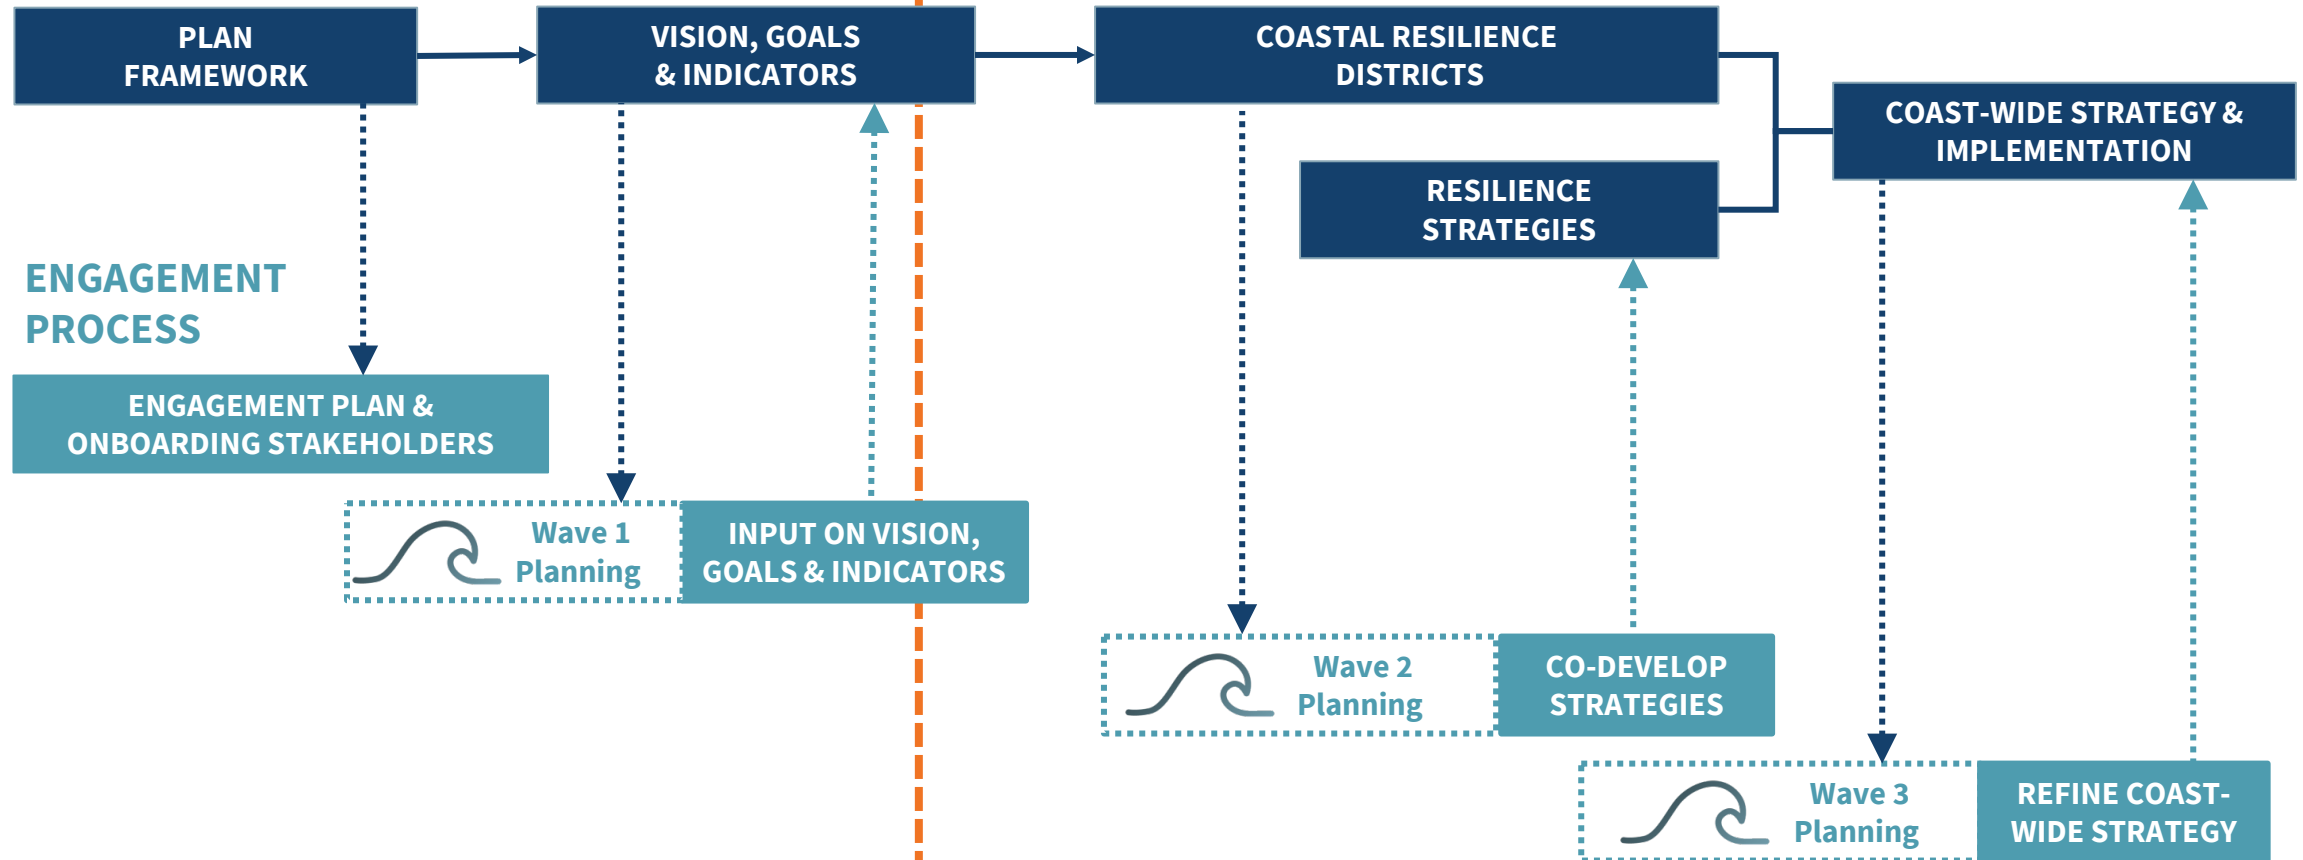 PLAN
FRAMEWORK
VISION, GOALS
& INDICATORS
COASTAL RESILIENCE
DISTRICTS
COAST-WIDE STRATEGY &
IMPLEMENTATION
RESILIENCE
STRATEGIES
ENGAGEMENT
PROCESS
ENGAGEMENT PLAN &
ONBOARDING STAKEHOLDERS
Wave 1
Planning
INPUT ON VISION,
GOALS & INDICATORS
Wave 2
Planning
CO-DEVELOP
STRATEGIES
Wave 3
Planning
REFINE COAST-
WIDE STRATEGY